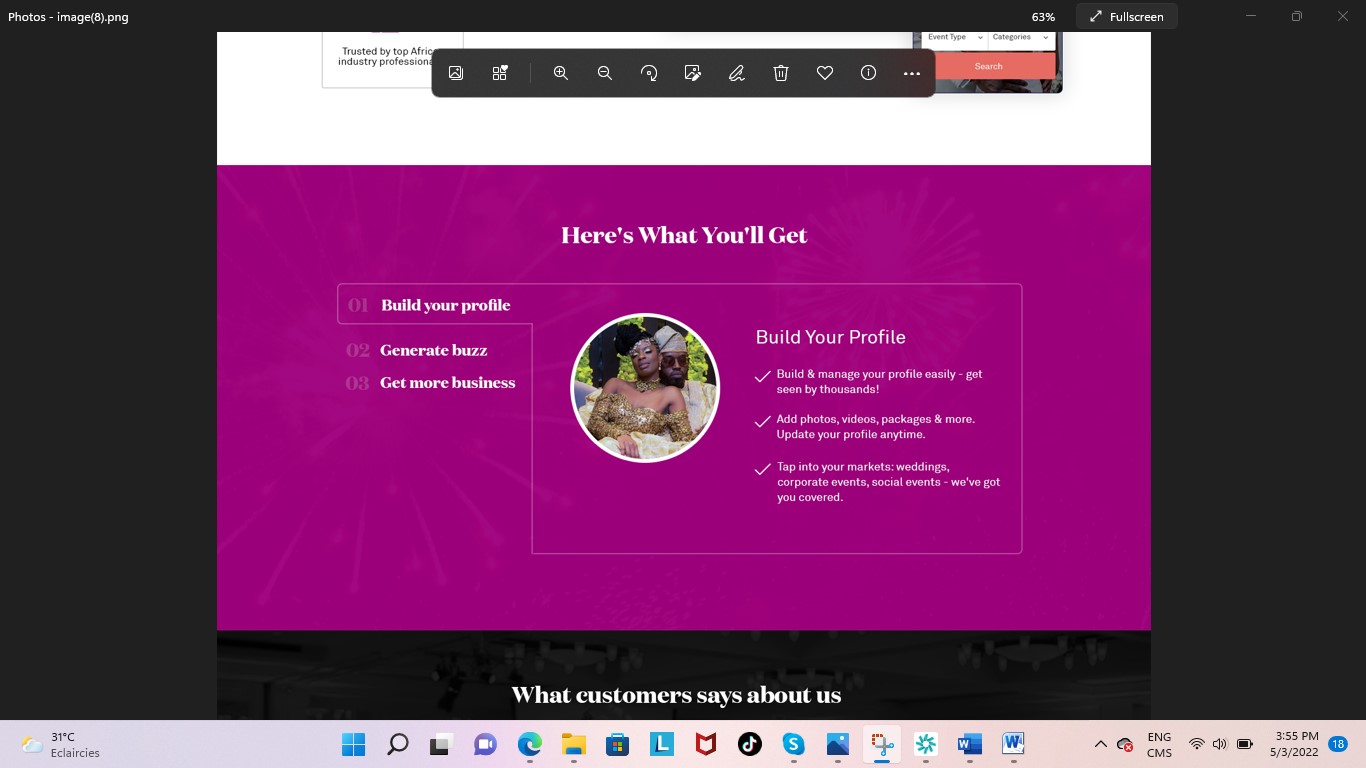 Photos - image(8).png
63%
Fullscreen
Trusted by top Afric
industry professiona
Event Type
Categories
Search
Here's What You'll Get
01 Build your profile
02 Generate buzz
03 Get more business
Build Your Profile
Build & manage your profile easily - get
seen by thousands!
Add photos, videos, packages & more.
Update your profile anytime.
Tap into your markets: weddings,
corporate events, social events - we've got
you covered.
What customers says about us
31°C
Eclaircies
L
S
W
W
ENG
CMS
3:55 PM
5/3/2022
18